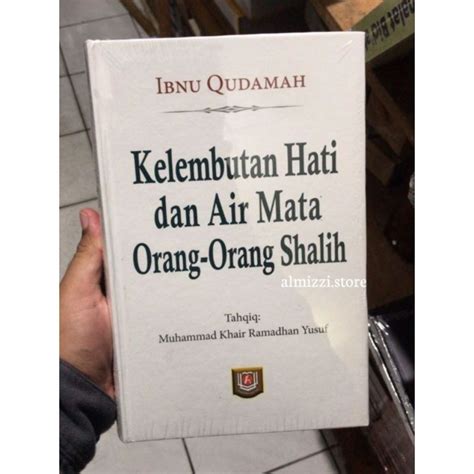 IBNU QUDAMAH
Kelembutan Hati
dan Air Mata
Orang-Orang Shalih
almizzi.store
Tahqiq:
Muhammad Khair Ramadhan Yusuf